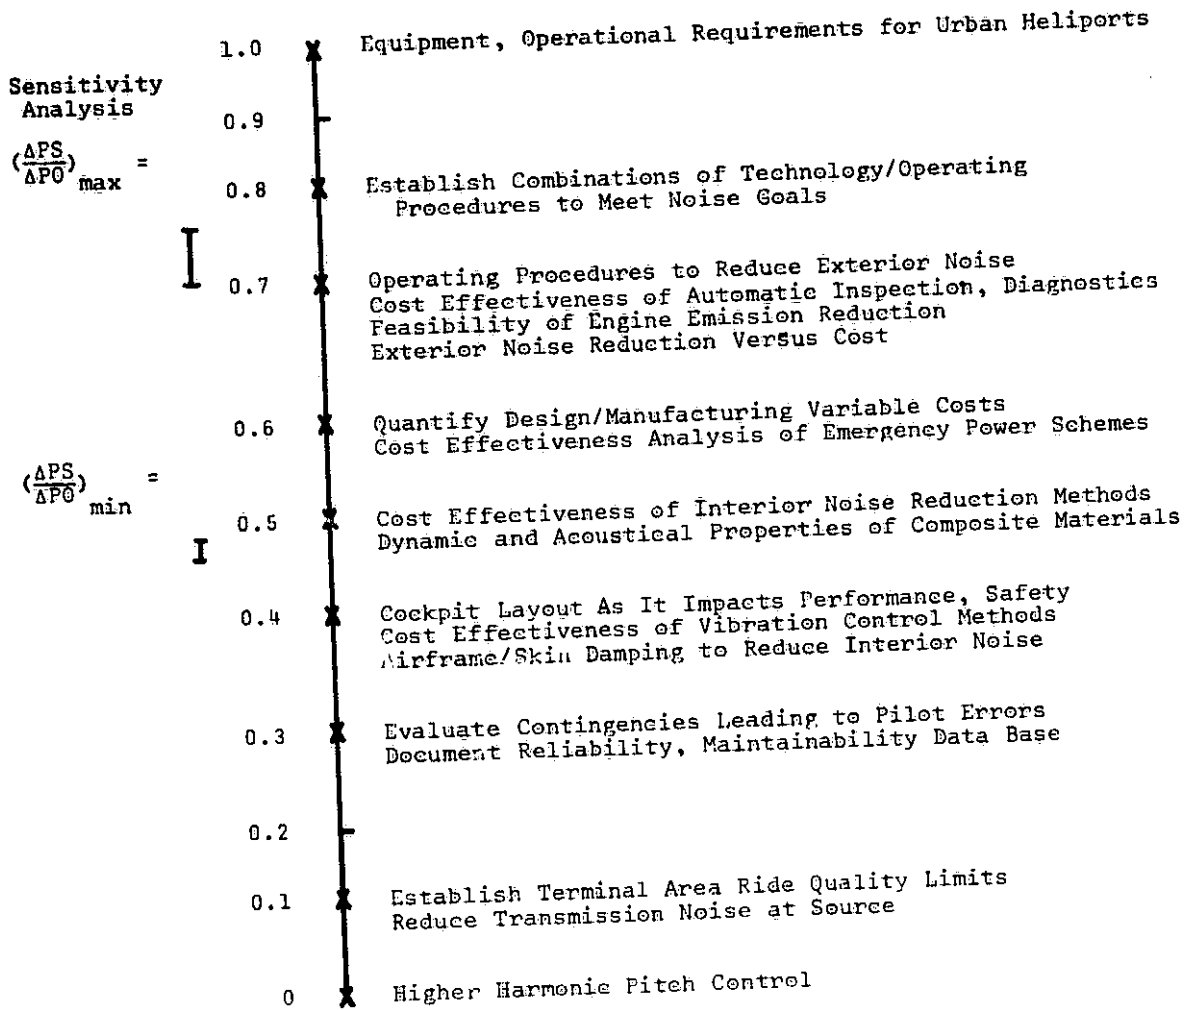 1.0 Equipment, Operational Requirements for Urban Heliports
Sensitivity
Analysis
0.9
(ΔPS/ΔPO)max =
0.8 Establish Combinations of Technology/Operating
Procedures to Meet Noise Goals
0.7 Operating Procedures to Reduce Exterior Noise
Cost Effectiveness of Automatic Inspection, Diagnostics
Feasibility of Engine Emission Reduction
Exterior Noise Reduction Versus Cost
0.6 Quantify Design/Manufacturing Variable Costs
Cost Effectiveness Analysis of Emergency Power Schemes
(ΔPS/ΔPO)min =
0.5 Cost Effectiveness of Interior Noise Reduction Methods
Dynamic and Acoustical Properties of Composite Materials
0.4 Cockpit Layout As It Impacts Performance, Safety
Cost Effectiveness of Vibration Control Methods
Airframe/Skin Damping to Reduce Interior Noise
0.3 Evaluate Contingencies Leading to Pilot Errors
Document Reliability, Maintainability Data Base
0.2
0.1 Establish Terminal Area Ride Quality Limits
Reduce Transmission Noise at Source
0 Higher Harmonic Pitch Control